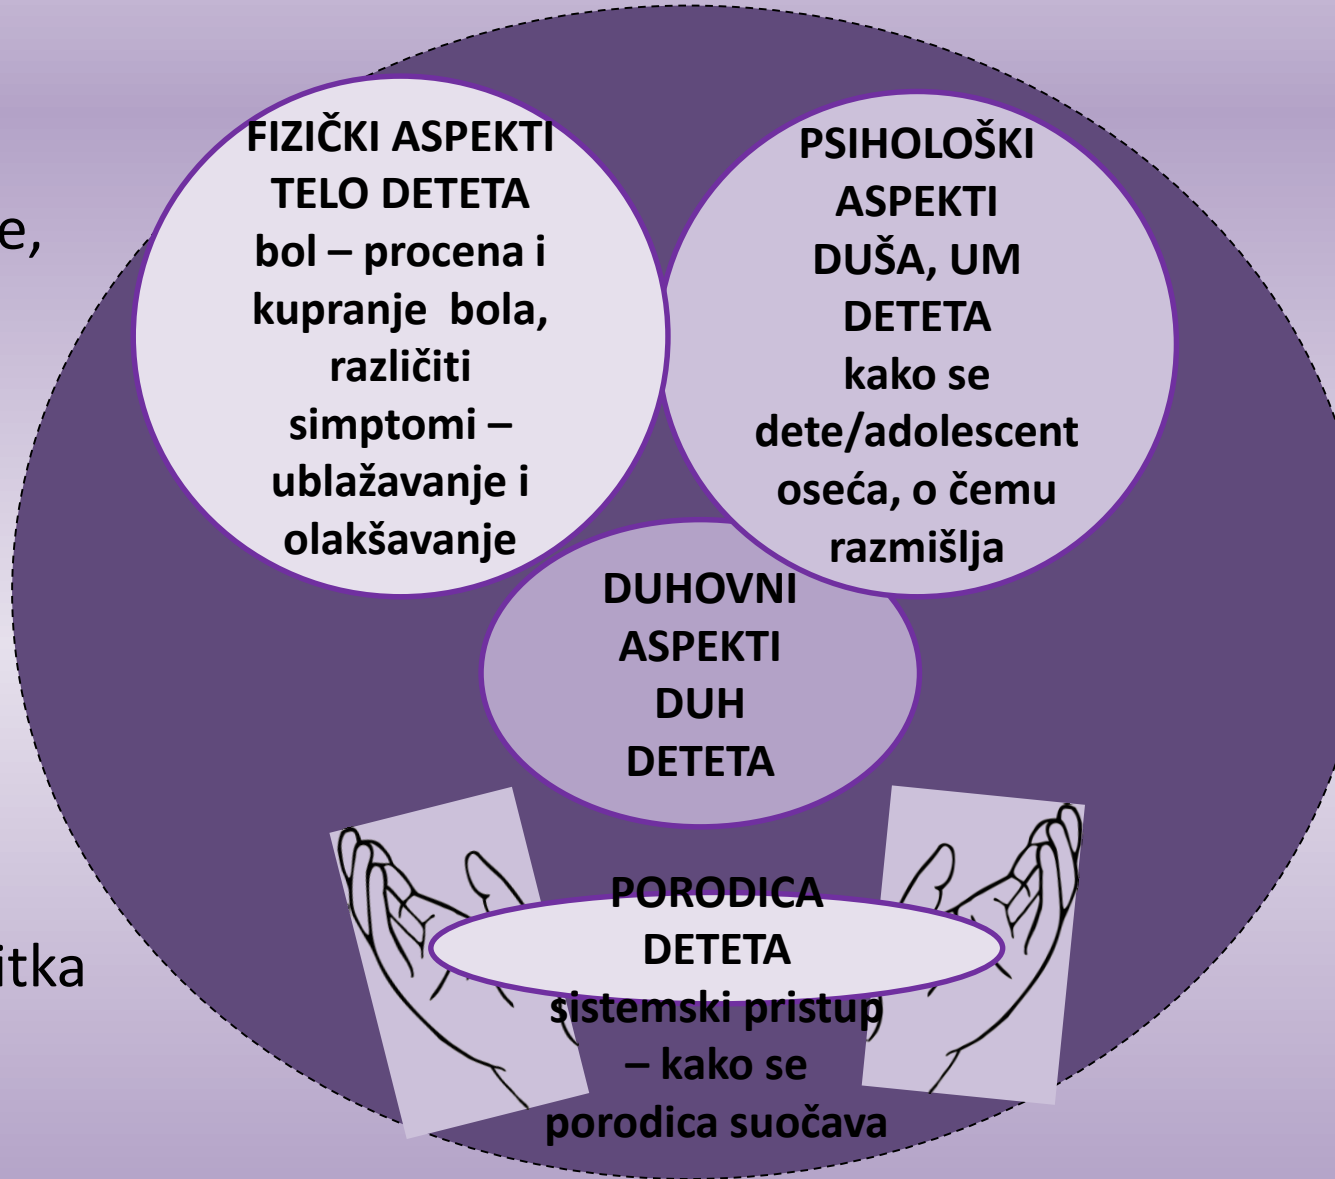 e,
FIZIČKI ASPEKTI
TELO DETETA
bol – procena i
kupranje bola,
različiti
simptomi –
ublažavanje i
olakšavanje
PSIHOLOŠKI
ASPEKTI
DUŠA, UM
DETETA
kako se
dete/adolescent
oseća, o čemu
razmišlja
DUHOVNI
ASPEKTI
DUH
DETETA
itka
PORODICA
DETETA
sistemski pristup
– kako se
porodica suočava